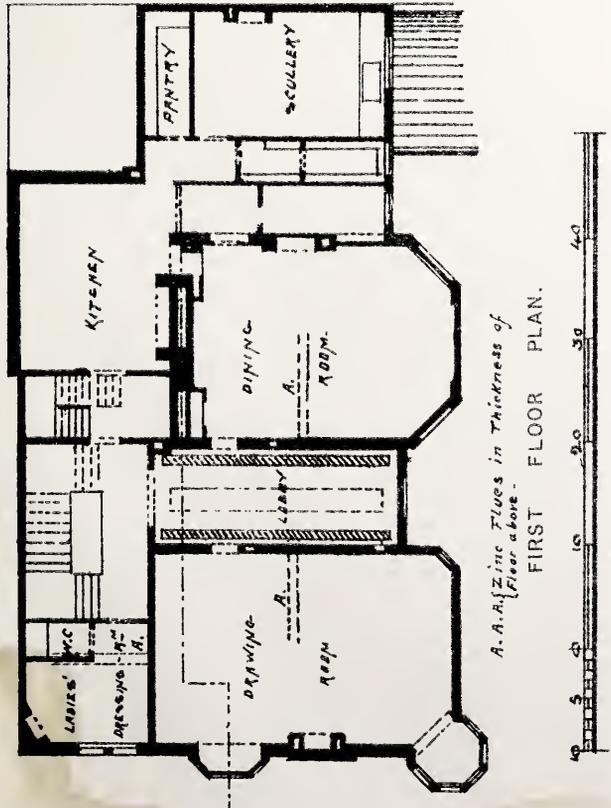 PANTRY
SCULLERY
KITCHEN
DINING
ROOM.
A.
LOBBY
W.C
LADIES'
DRESSING-RM
A.
DRAWING
ROOM
A.
A.A.A. {Zinc Flues in Thickness of
Floor above-
FIRST FLOOR PLAN.
10 5 0 10 20 30 40